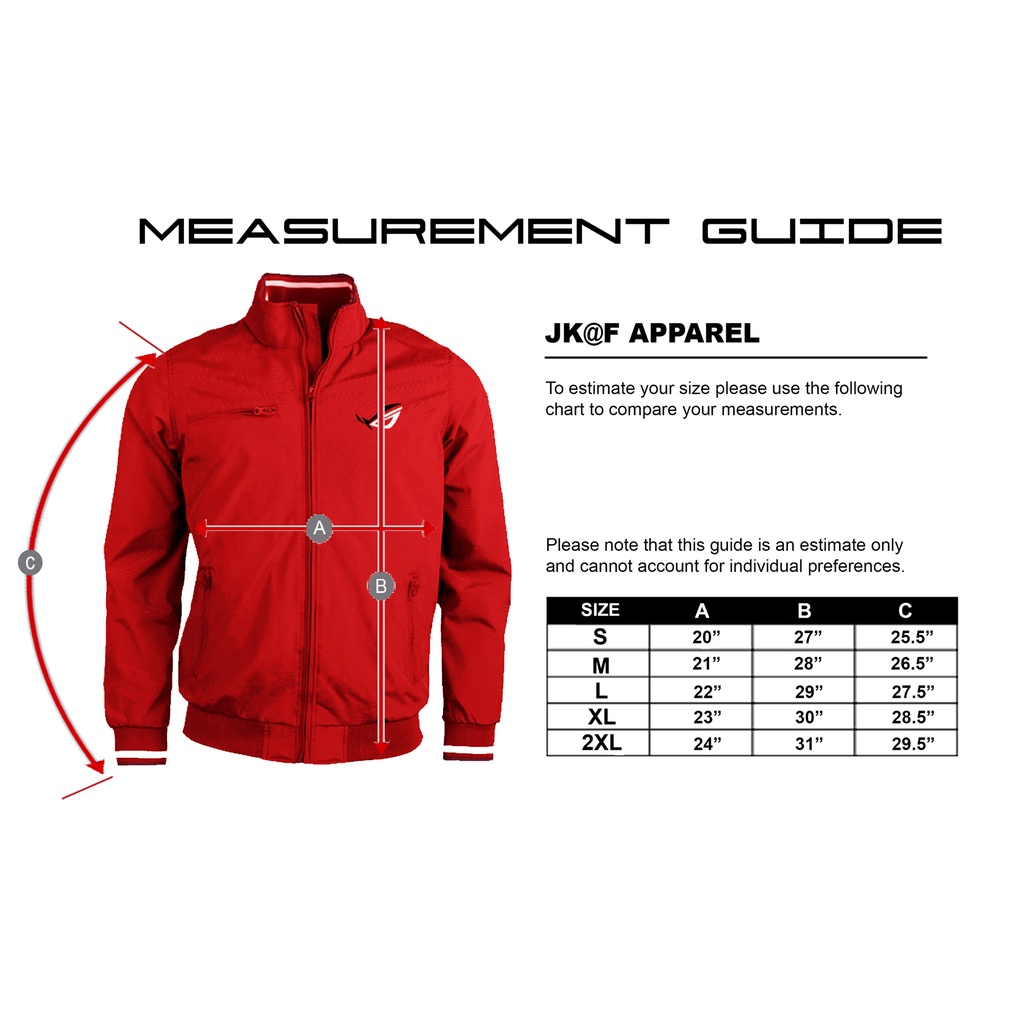 MEASUREMENT GUIDE
JK@F APPAREL
To estimate your size please use the following
chart to compare your measurements.
Please note that this guide is an estimate only
and cannot account for individual preferences.
A
B
C
SIZE A B C
S 20” 27” 25.5”
M 21” 28” 26.5”
L 22” 29” 27.5”
XL 23” 30” 28.5”
2XL 24” 31” 29.5”